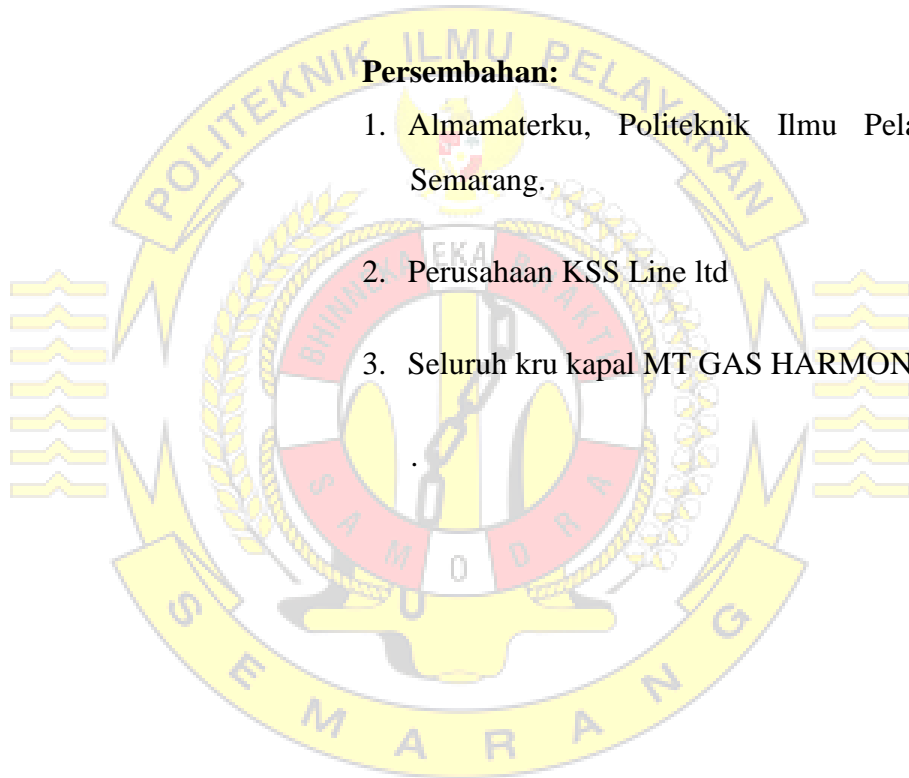 POLITEKNIK ILMU PELAYARAN
Persembahan:
1. Almamaterku, Politeknik Ilmu Pela
Semarang.
EKA
2. Perusahaan KSS Line ltd
3. Seluruh kru kapal MT GAS HARMON
.
SAMODRA
SEMARANG